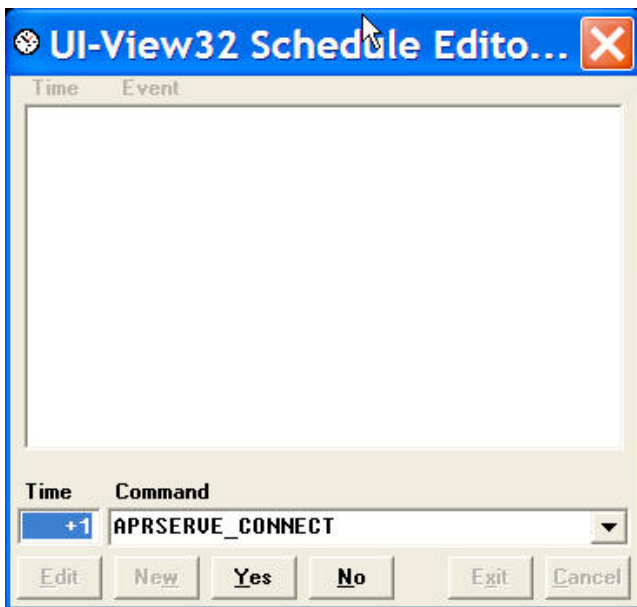 UI-View32 Schedule Edito...
Time Event
Time Command
+1 APRSERVE_CONNECT
Edit New Yes No Exit Cancel